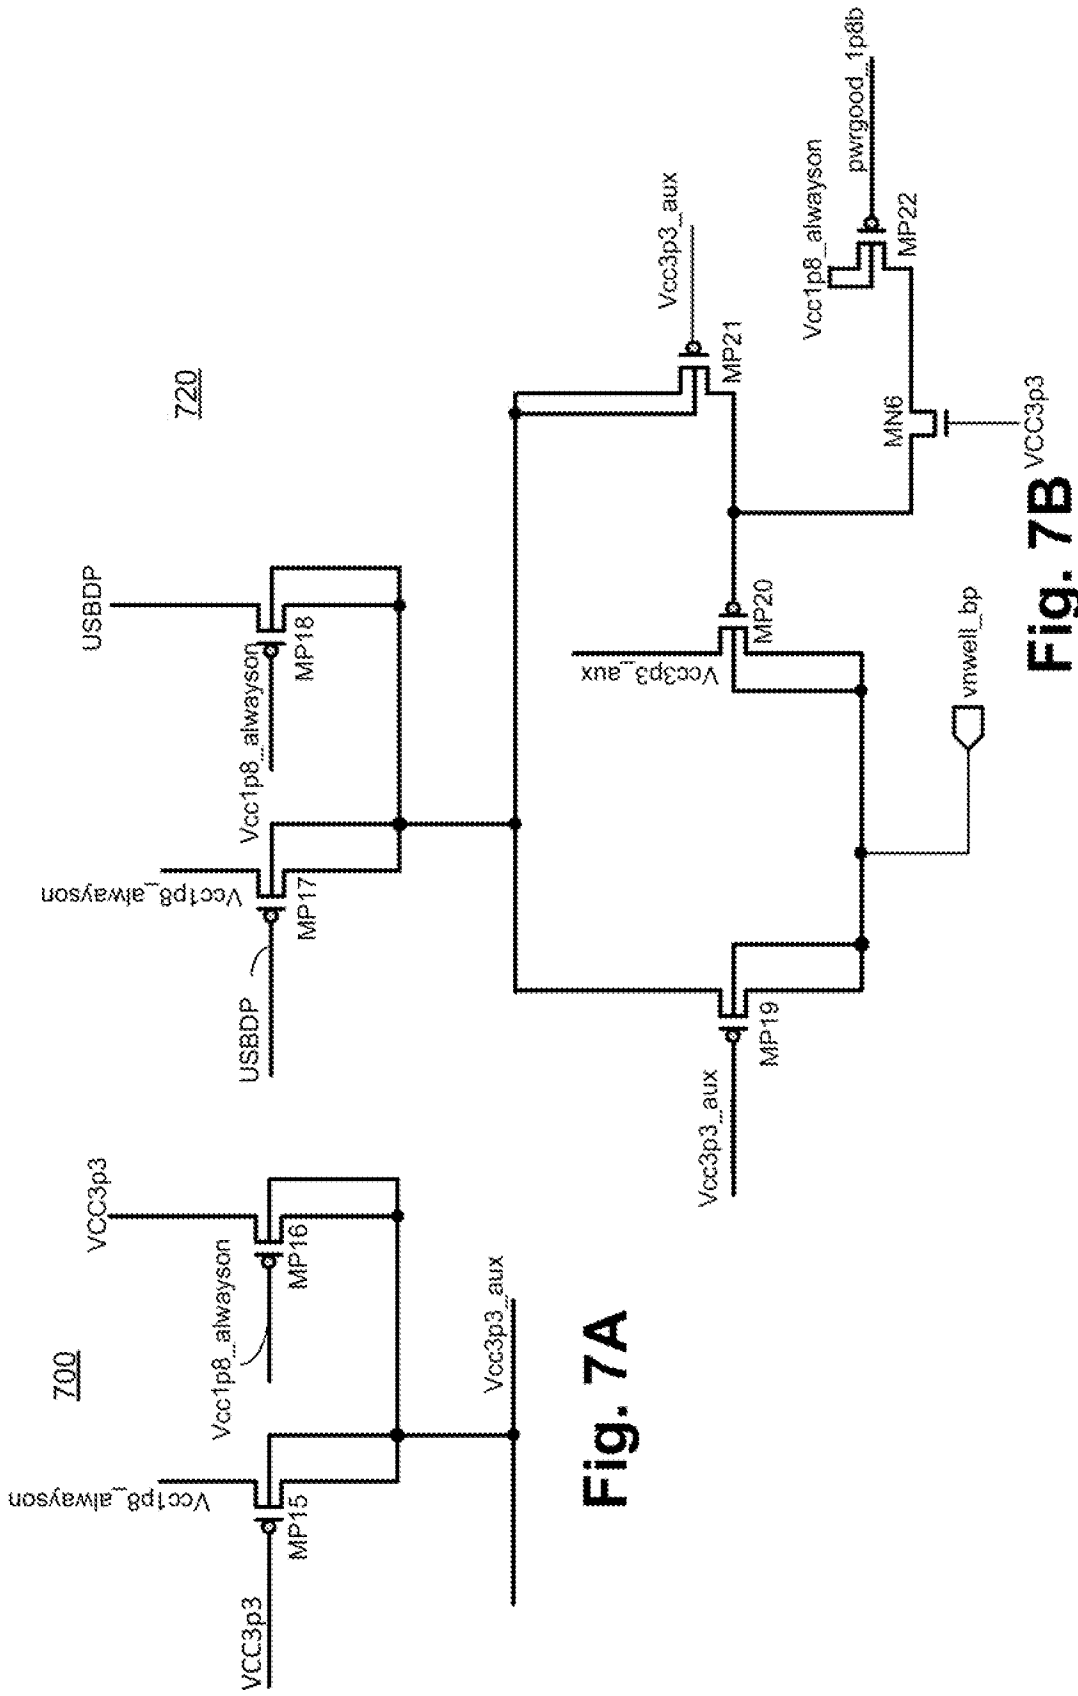 700
VCC3p3
Vcc1p8_alwayson
MP15
VCC3p3
Vcc1p8_alwayson
MP16
Vcc3p3_aux
Fig. 7A
720
USBDP
Vcc1p8_alwayson
MP17
USBDP
Vcc1p8_alwayson
MP18
Vcc3p3_aux
MP19
Vcc3p3_aux
MP20
Vcc3p3_aux
MP21
Vcc1p8_alwayson
pwrgood_1p8b
MP22
MN6
VCC3p3
vnwell_bp
Fig. 7B